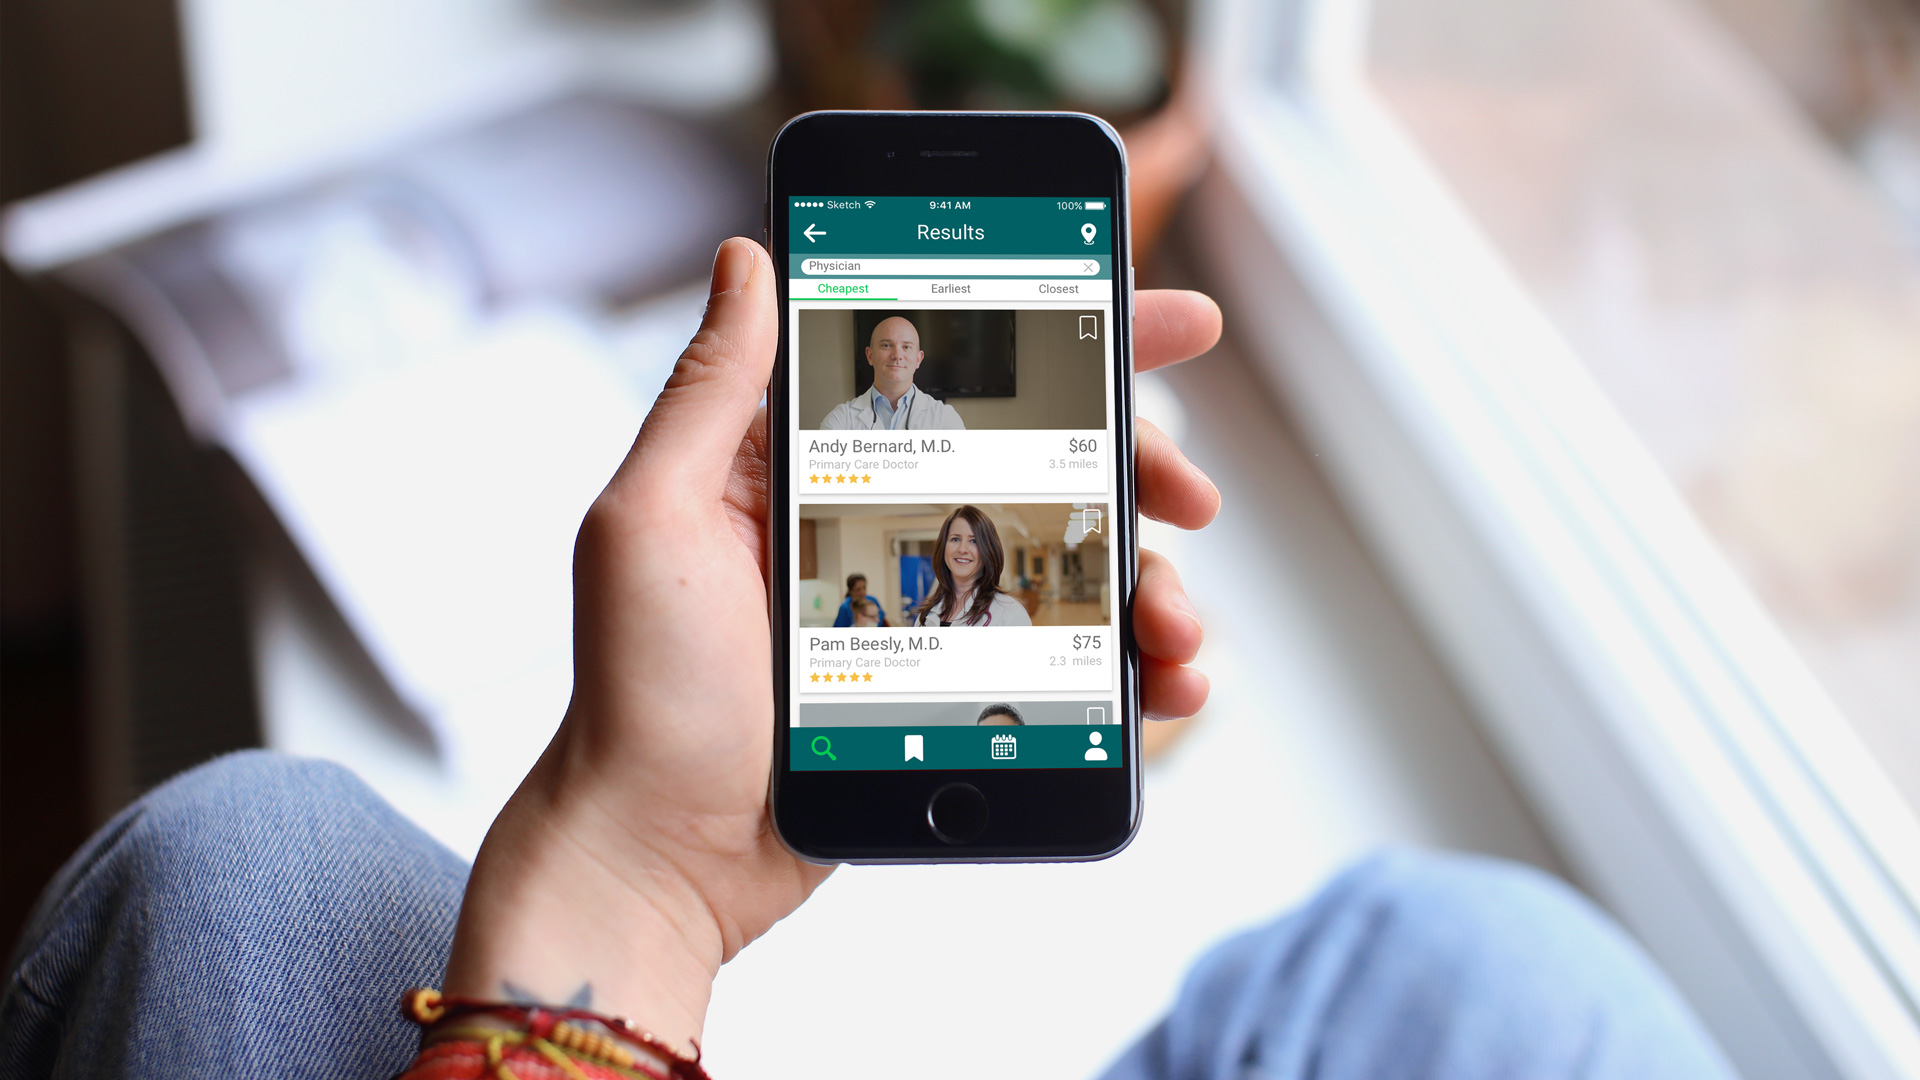 Sketch 9:41 AM 100%
Results
Physician
Cheapest Earliest Closest
Andy Bernard, M.D. $60
Primary Care Doctor 3.5 miles
Pam Beesly, M.D. $75
Primary Care Doctor 2.3 miles